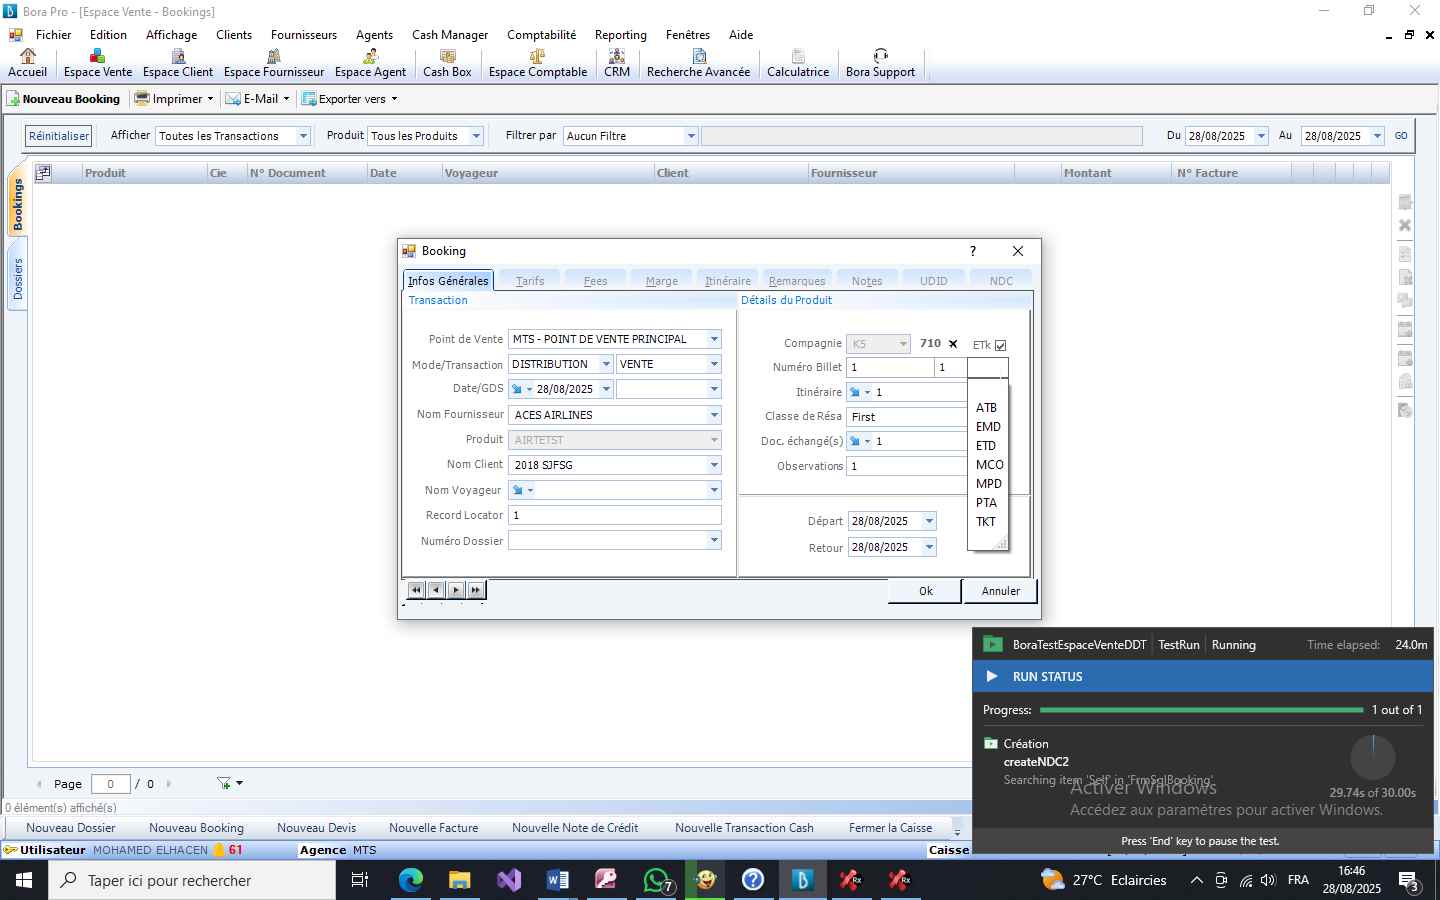 Bora Pro - [Espace Vente - Bookings]
Fichier Edition Affichage Clients Fournisseurs Agents Cash Manager Comptabilité Reporting Fenêtres Aide
Accueil Espace Vente Espace Client Espace Fournisseur Espace Agent Cash Box Espace Comptable CRM Recherche Avancée Calculatrice Bora Support
Nouveau Booking Imprimer E-Mail Exporter vers
Réinitialiser Afficher Toutes les Transactions Produit Tous les Produits Filtrer par Aucun Filtre Du 28/08/2025 Au 28/08/2025 GO
Produit Cie N° Document Date Voyageur Client Fournisseur Montant N° Facture
Bookings
Dossiers
Booking ?
Infos Générales Tarifs Fees Marge Itinéraire Remarques Notes UDID NDC
Transaction
Point de Vente MTS - POINT DE VENTE PRINCIPAL
Mode/Transaction DISTRIBUTION VENTE
Date/GDS 28/08/2025
Nom Fournisseur ACES AIRLINES
Produit AIRTETST
Nom Client 2018 SJFSG
Nom Voyageur
Record Locator 1
Numéro Dossier
Détails du Produit
Compagnie K5 710 ETk
Numéro Billet 1 1
Itinéraire 1
Classe de Résa First
Doc. échangé(s) 1
Observations 1
ATB
EMD
ETD
MCO
MPD
PTA
TKT
Départ 28/08/2025
Retour 28/08/2025
Ok Annuler
BoraTestEspaceVenteDDT TestRun Running Time elapsed: 24.0m
RUN STATUS
Progress: 1 out of 1
Création
createNDC2
Searching item 'Self' in 'FrmSglBooking'.
29.74s of 30.00s
Activer Windows
Accédez aux paramètres pour activer Windows.
Press 'End' key to pause the test.
Page 0 / 0
0 élément(s) affiché(s)
Nouveau Dossier Nouveau Booking Nouveau Devis Nouvelle Facture Nouvelle Note de Crédit Nouvelle Transaction Cash Fermer la Caisse
Utilisateur MOHAMED ELHACEN 61 Agence MTS Caisse
Taper ici pour rechercher
7
27°C Eclaircies FRA 16:46
28/08/2025
3